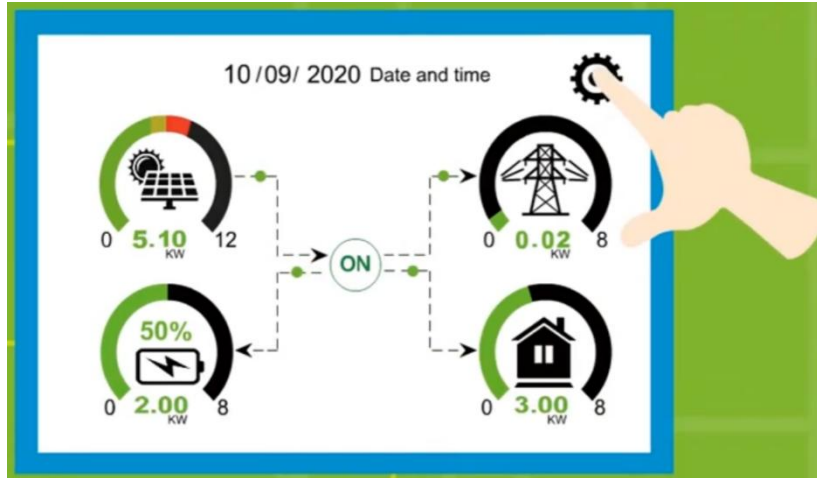 10/09/ 2020 Date and time
0 5.10 KW 12
0 0.02 KW 8
ON
50%
0 2.00 KW 8
0 3.00 KW 8